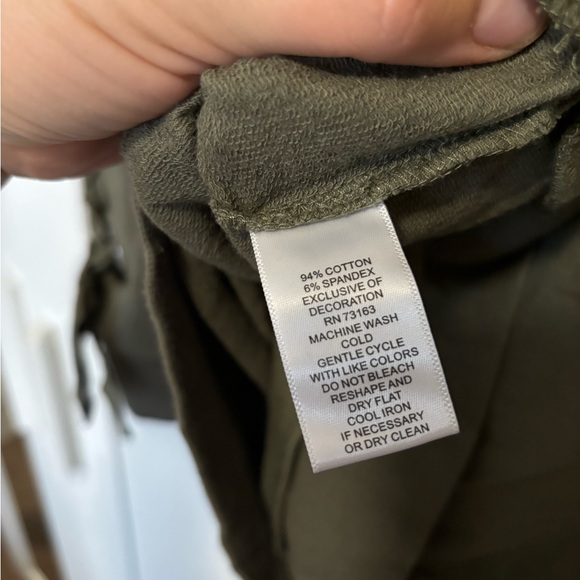 94% COTTON
6% SPANDEX
EXCLUSIVE OF
DECORATION
RN 73163
MACHINE WASH
COLD
GENTLE CYCLE
WITH LIKE COLORS
DO NOT BLEACH
RESHAPE AND
DRY FLAT
COOL IRON
IF NECESSARY
OR DRY CLEAN